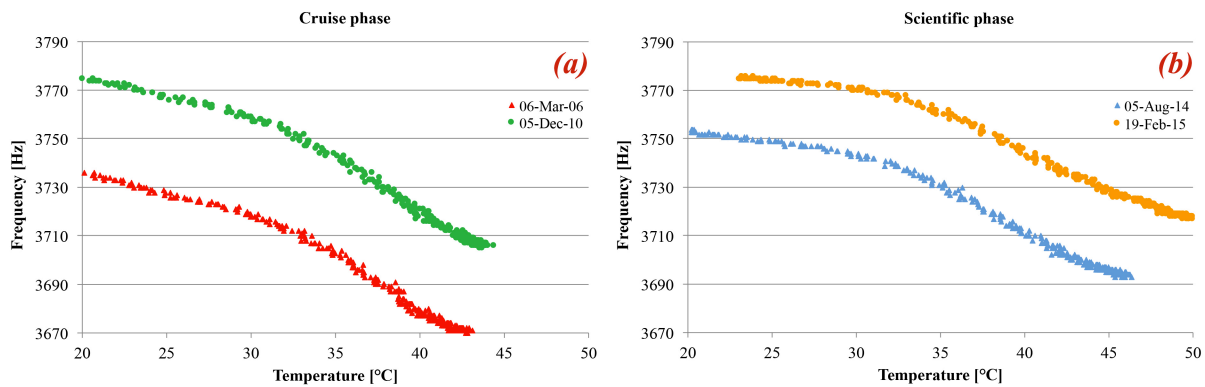 Cruise phase
(a)
3790
3770
3750
3730
3710
3690
3670
Frequency [Hz]
06-Mar-06
05-Dec-10
20 25 30 35 40 45 50
Temperature [°C]
Scientific phase
(b)
3790
3770
3750
3730
3710
3690
3670
Frequency [Hz]
05-Aug-14
19-Feb-15
20 25 30 35 40 45 50
Temperature [°C]